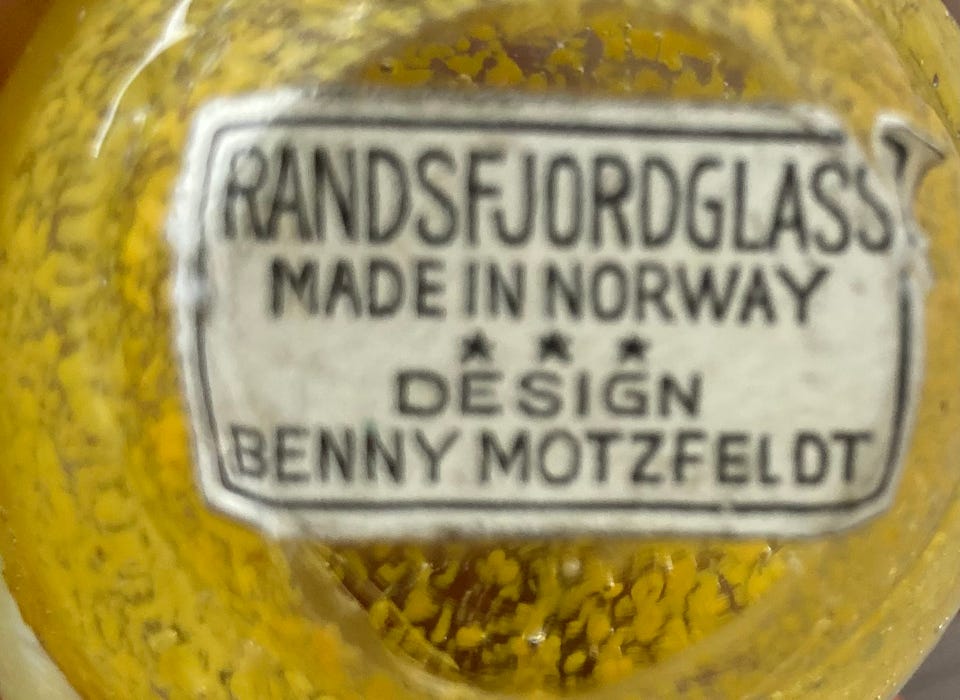 RANDSFJORDGLASS
MADE IN NORWAY
★ ★ ★
DESIGN
BENNY MOTZFELDT